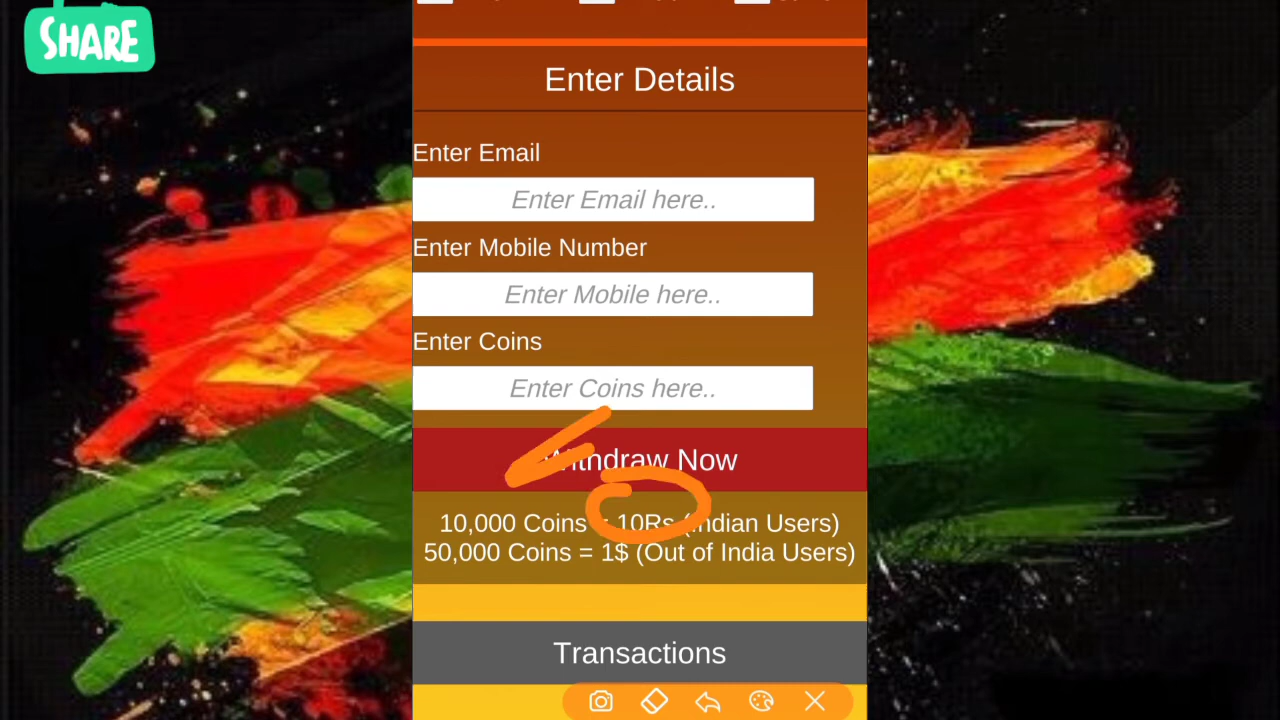 SHARE
Enter Details
Enter Email
Enter Email here..
Enter Mobile Number
Enter Mobile here..
Enter Coins
Enter Coins here..
Withdraw Now
10,000 Coins = 10Rs (Indian Users)
50,000 Coins = 1$ (Out of India Users)
Transactions